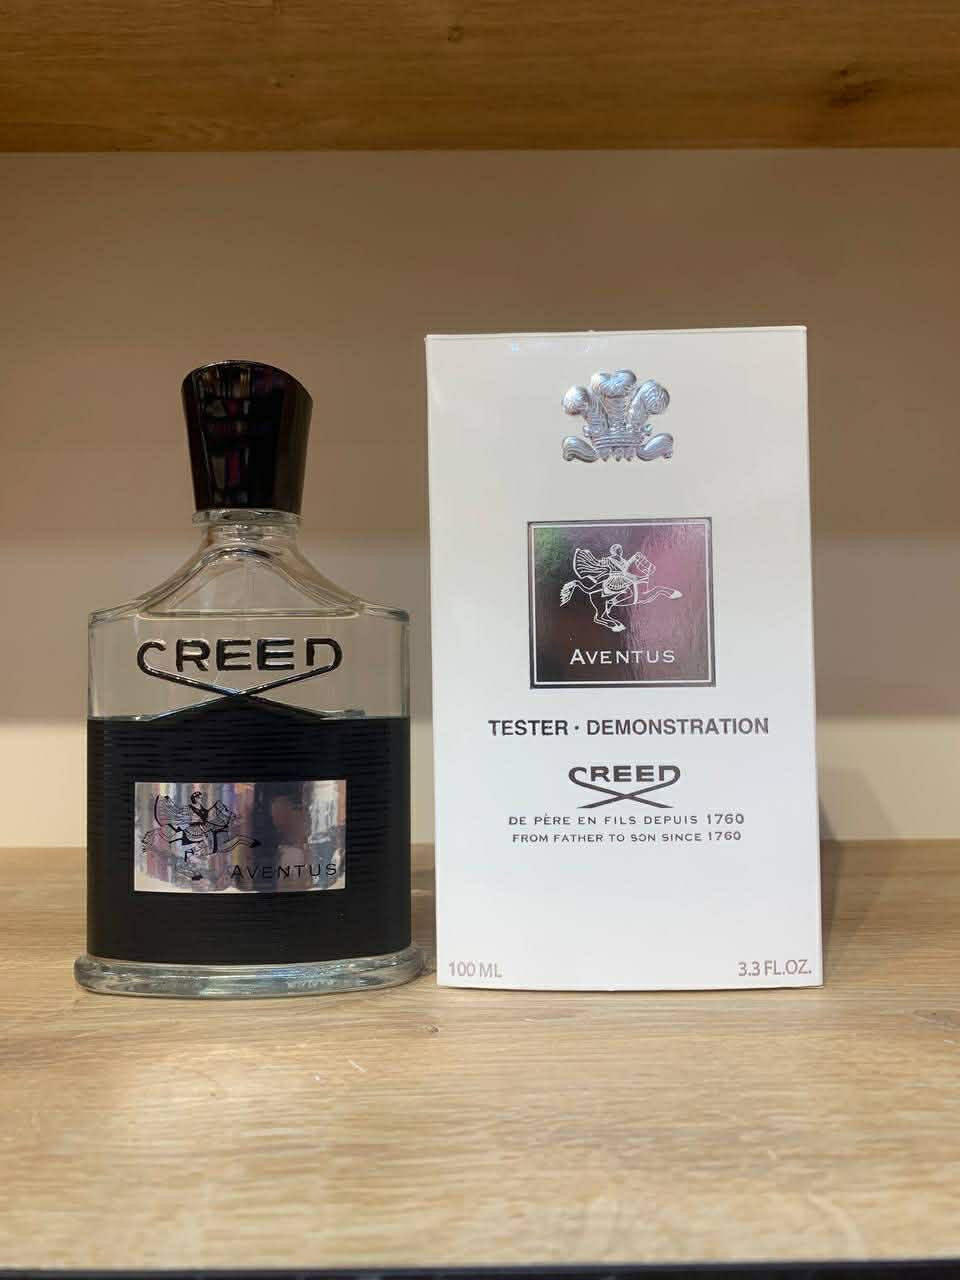 CREED
AVENTUS
AVENTUS
TESTER · DEMONSTRATION
CREED
DE PÈRE EN FILS DEPUIS 1760
FROM FATHER TO SON SINCE 1760
100 ML
3.3 FL.OZ.